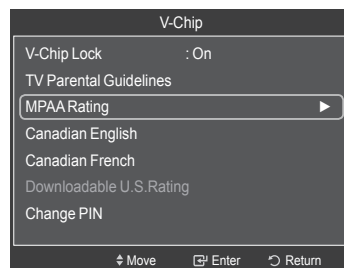 V-Chip
V-Chip Lock : On
TV Parental Guidelines
MPAA Rating ►
Canadian English
Canadian French
Downloadable U.S.Rating
Change PIN
Move Enter Return